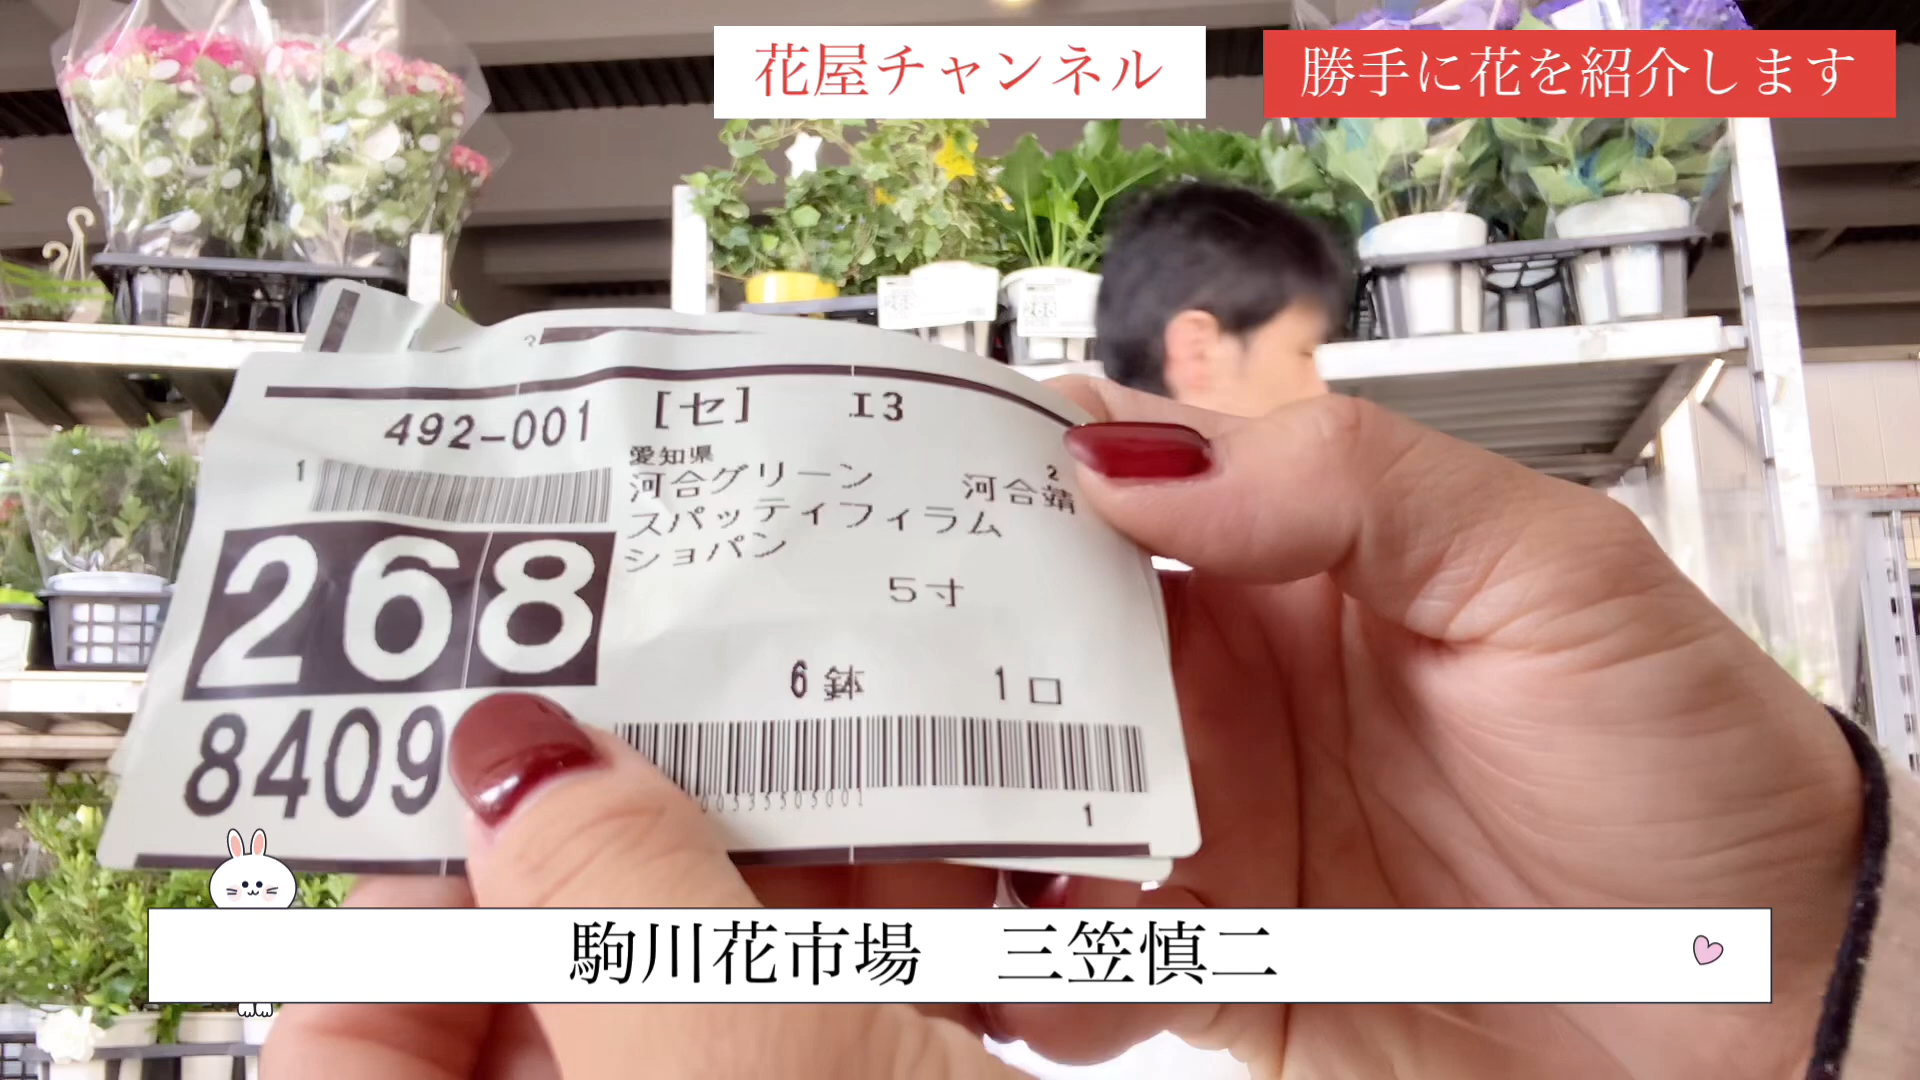 花屋チャンネル
勝手に花を紹介します
492-001 [セ] I3
1
愛知県
2
河合グリーン 河合靖
スパッティフィラム
ショパン
268
5寸
6鉢 1口
8409
00535505001
1
268
駒川花市場 三笠慎二